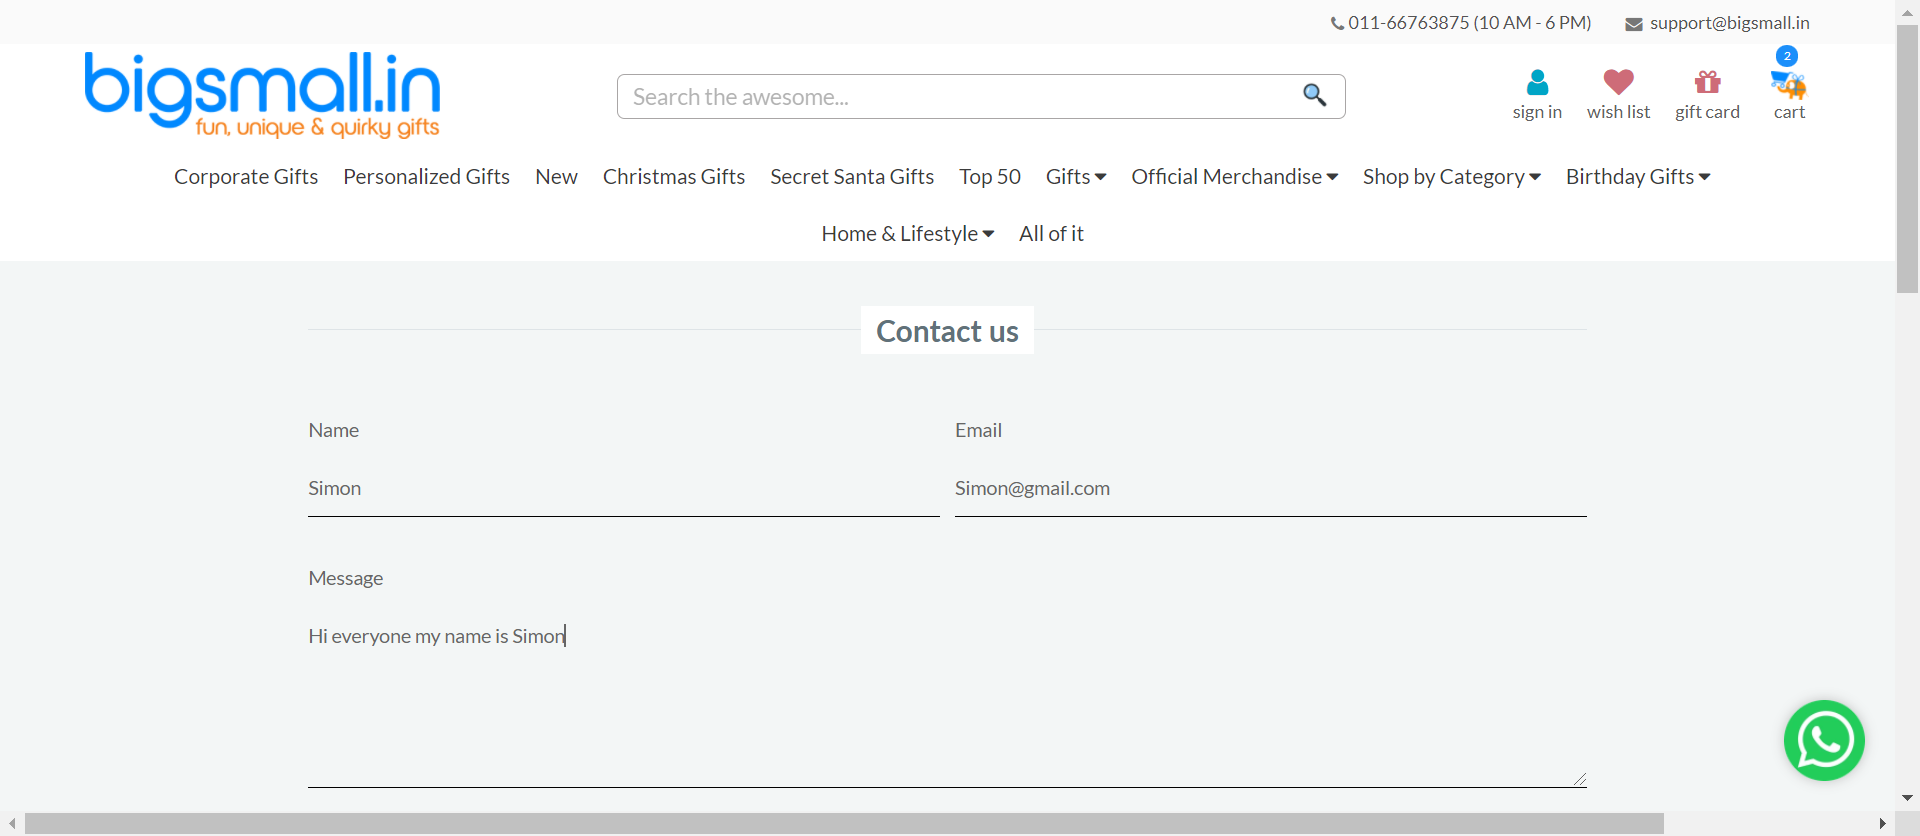 011-66763875 (10 AM - 6 PM) support@bigsmall.in
bigsmall.in
fun, unique & quirky gifts
Search the awesome...
sign in wish list gift card 2 cart
Corporate Gifts Personalized Gifts New Christmas Gifts Secret Santa Gifts Top 50 Gifts Official Merchandise Shop by Category Birthday Gifts
Home & Lifestyle All of it
Contact us
Name Email
Simon Simon@gmail.com
Message
Hi everyone my name is Simon